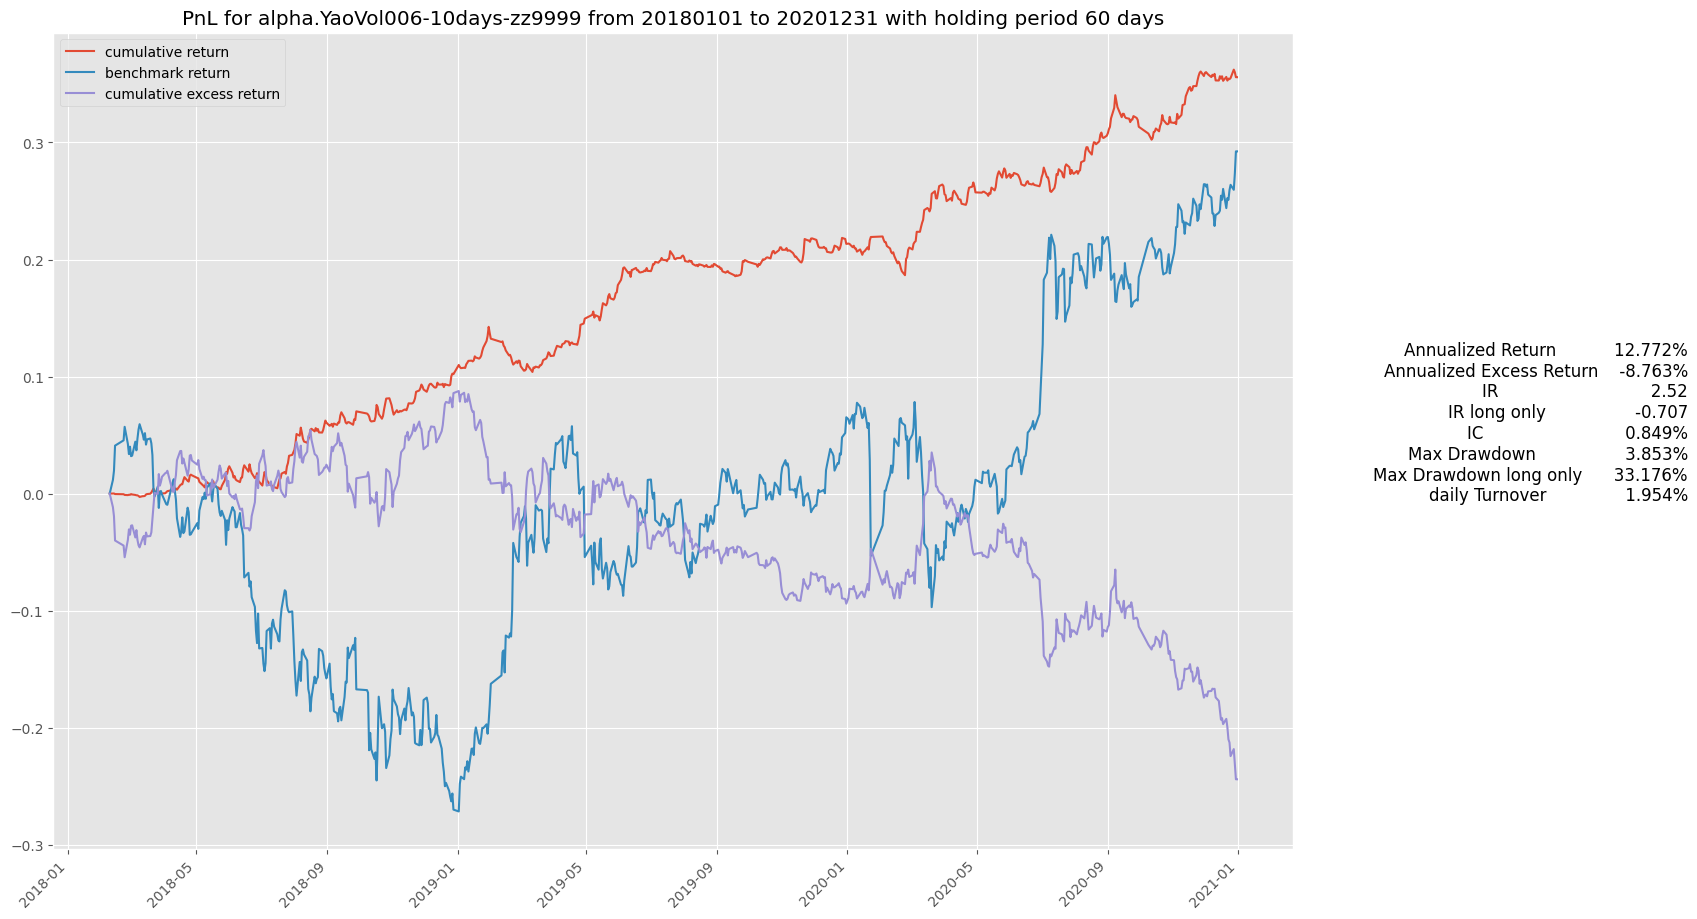 PnL for alpha.YaoVol006-10days-zz9999 from 20180101 to 20201231 with holding period 60 days
cumulative return
benchmark return
cumulative excess return
0.3
0.2
0.1
0.0
−0.1
−0.2
−0.3
2018-01
2018-05
2018-09
2019-01
2019-05
2019-09
2020-01
2020-05
2020-09
2021-01
Annualized Return 12.772%
Annualized Excess Return -8.763%
IR 2.52
IR long only -0.707
IC 0.849%
Max Drawdown 3.853%
Max Drawdown long only 33.176%
daily Turnover 1.954%